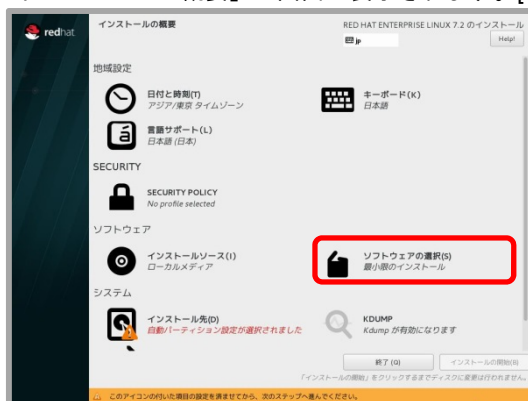 redhat
インストールの概要
RED HAT ENTERPRISE LINUX 7.2 のインストール
jp
Help!
地域設定
日付と時刻(T)
アジア/東京 タイムゾーン
キーボード(K)
日本語
言語サポート(L)
日本語 (日本)
SECURITY
SECURITY POLICY
No profile selected
ソフトウェア
インストールソース(I)
ローカルメディア
ソフトウェアの選択(S)
最小限のインストール
システム
インストール先(D)
自動パーティション設定が選択されました
KDUMP
Kdump が有効になります
終了 (Q)
インストールの開始(B)
「インストールの開始」をクリックするまでディスクに変更は行われません。
このアイコンの付いた項目の設定を済ませてから、次のステップへ進んでください。